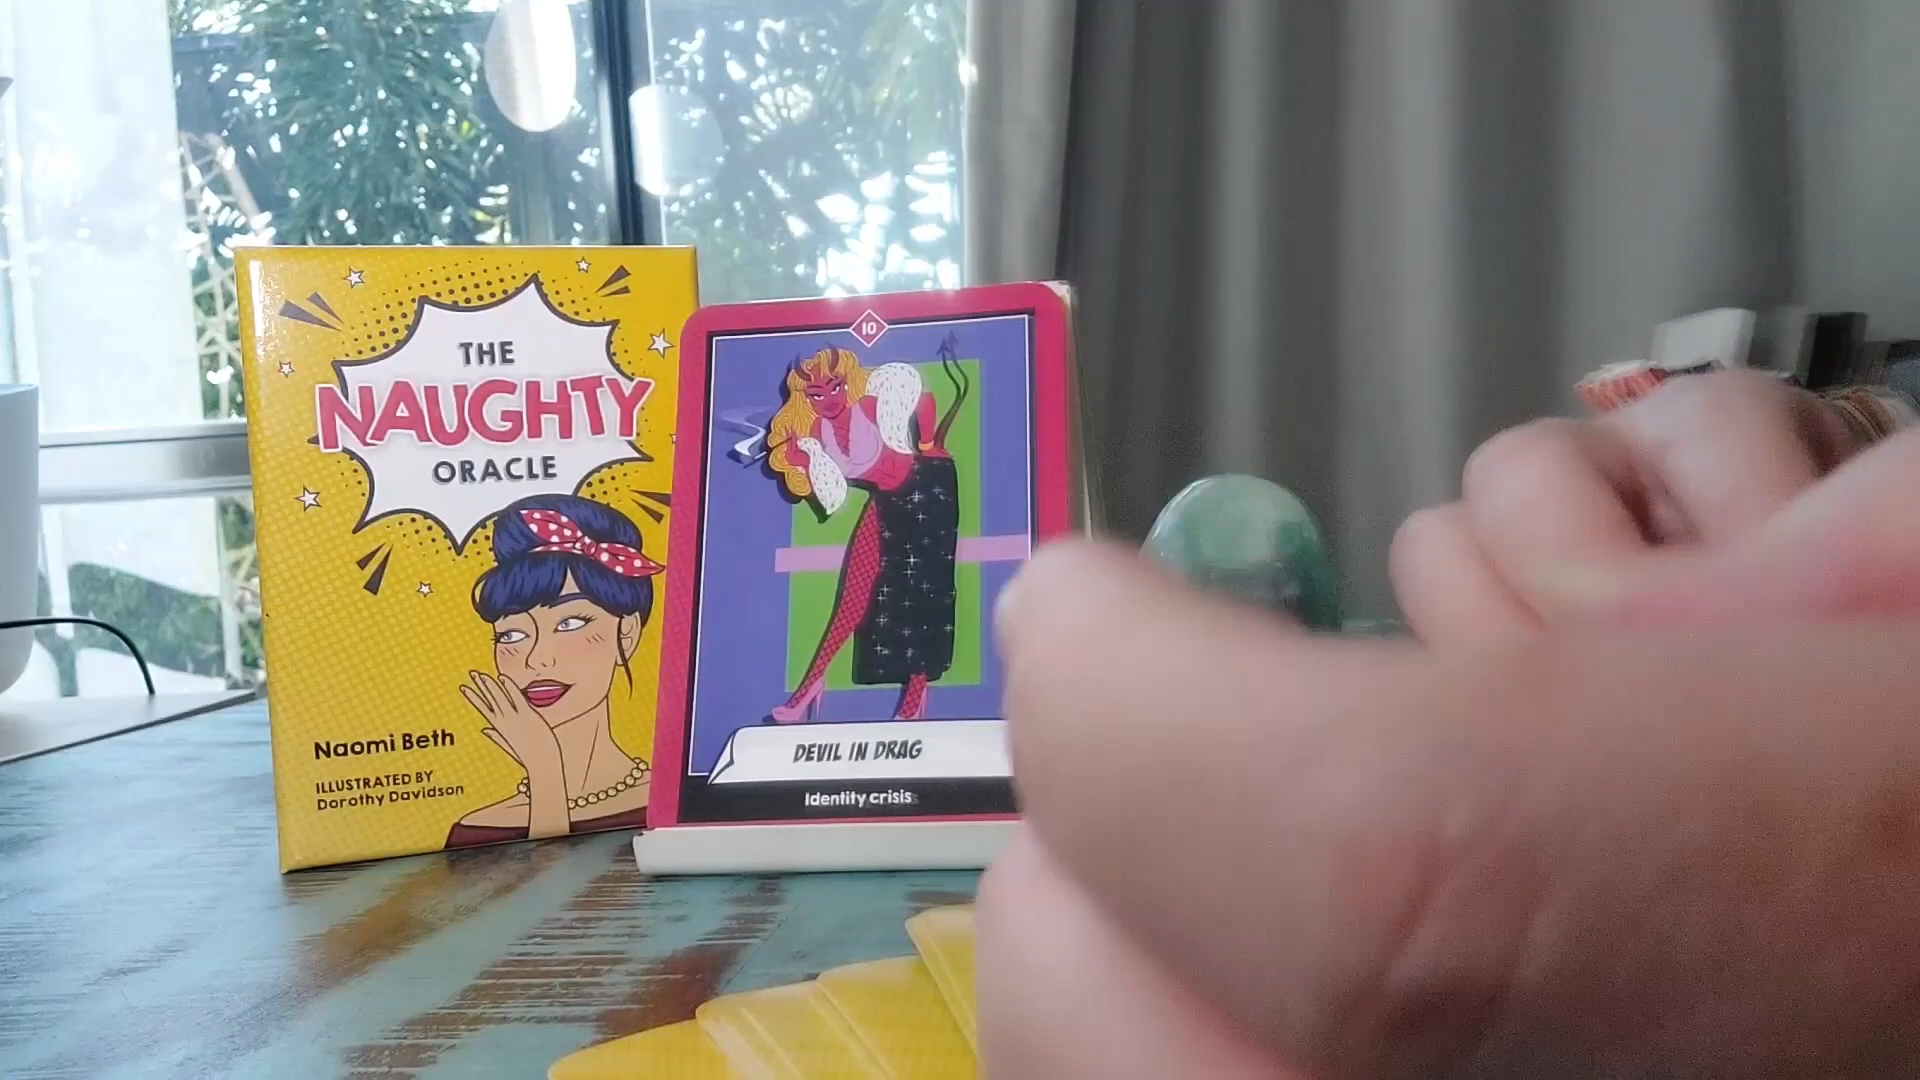 THE
NAUGHTY
ORACLE
Naomi Beth
ILLUSTRATED BY
Dorothy Davidson
10
DEVIL IN DRAG
Identity crisis